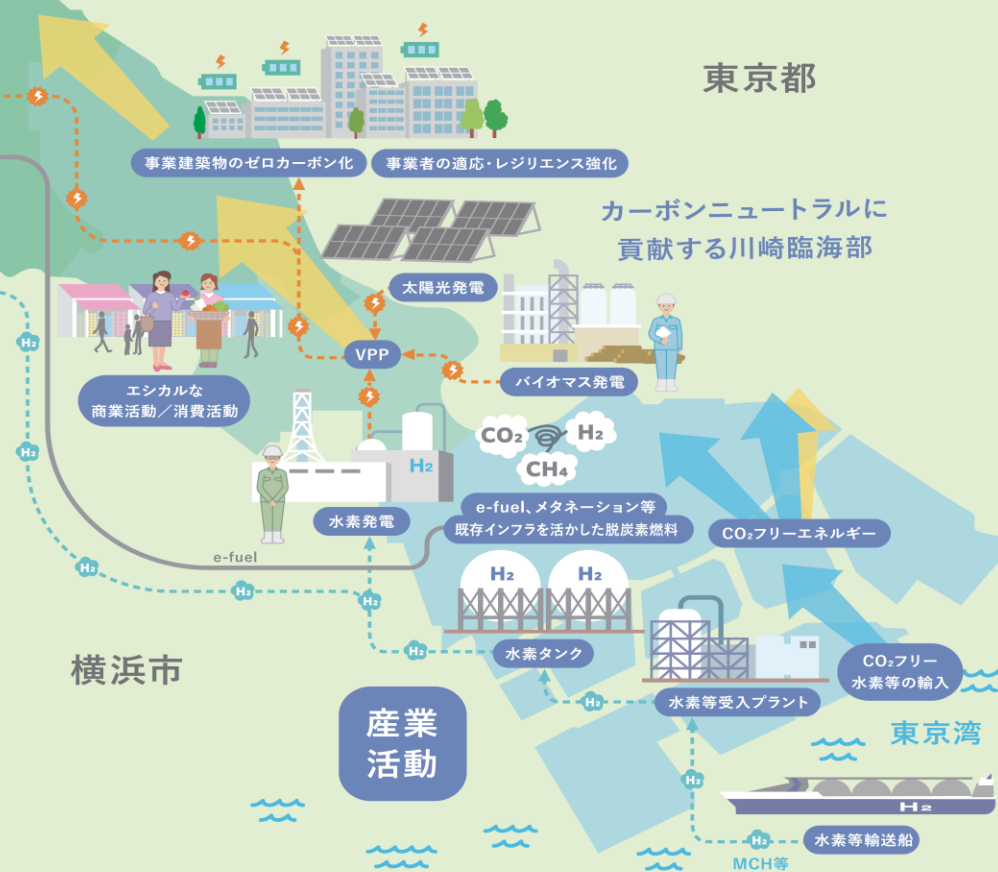 東京都
事業建築物のゼロカーボン化
事業者の適応・レジリエンス強化
カーボンニュートラルに
貢献する川崎臨海部
太陽光発電
H₂
VPP
バイオマス発電
エシカルな
商業活動／消費活動
CO₂
H₂
CH₄
H₂
H₂
e-fuel、メタネーション等
既存インフラを活かした脱炭素燃料
水素発電
CO₂フリーエネルギー
e-fuel
H₂
H₂
H₂
H₂
H₂
H₂
水素タンク
CO₂フリー
水素等の輸入
横浜市
H₂
水素等受入プラント
産業
活動
東京湾
H₂
H₂
H₂
水素等輸送船
MCH等